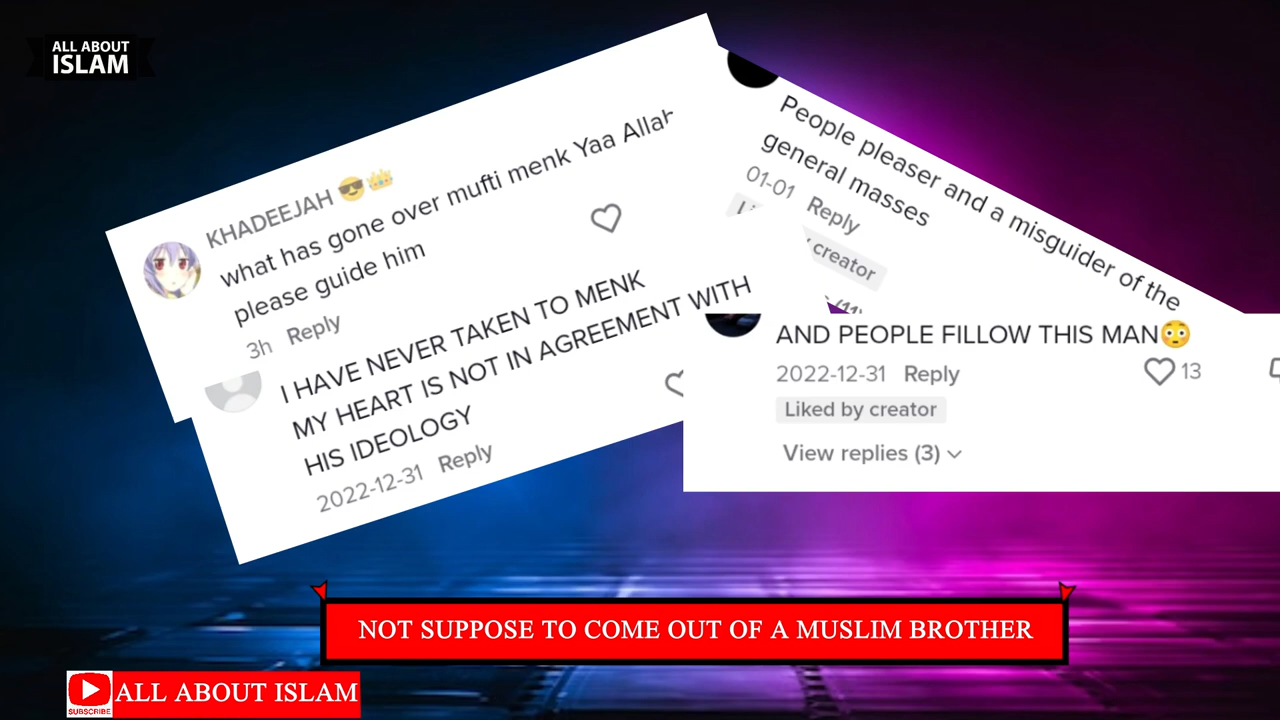 ALL ABOUT
ISLAM
KHADEEJAH 😎👑
what has gone over mufti menk Yaa Allah
please guide him
3h Reply
I HAVE NEVER TAKEN TO MENK
MY HEART IS NOT IN AGREEMENT WITH
HIS IDEOLOGY
2022-12-31 Reply
People pleaser and a misguider of the
general masses
01-01 Reply
Li
creator
(11)
AND PEOPLE FILLOW THIS MAN😳
2022-12-31 Reply
13
Liked by creator
View replies (3)
NOT SUPPOSE TO COME OUT OF A MUSLIM BROTHER
SUBSCRIBE
ALL ABOUT ISLAM